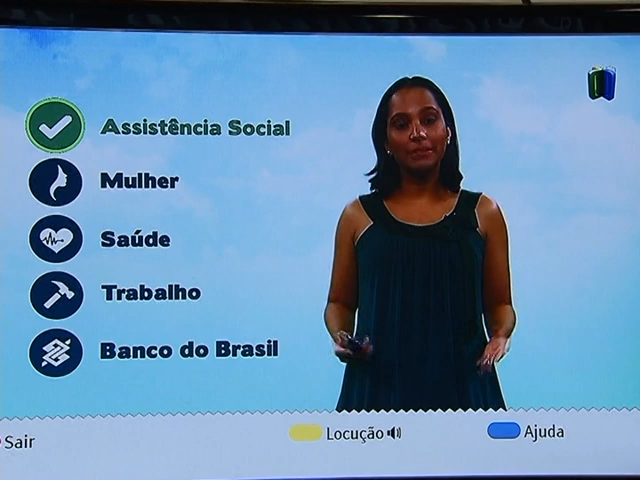 Assistência Social
Mulher
Saúde
Trabalho
Banco do Brasil
Sair
Locução
Ajuda